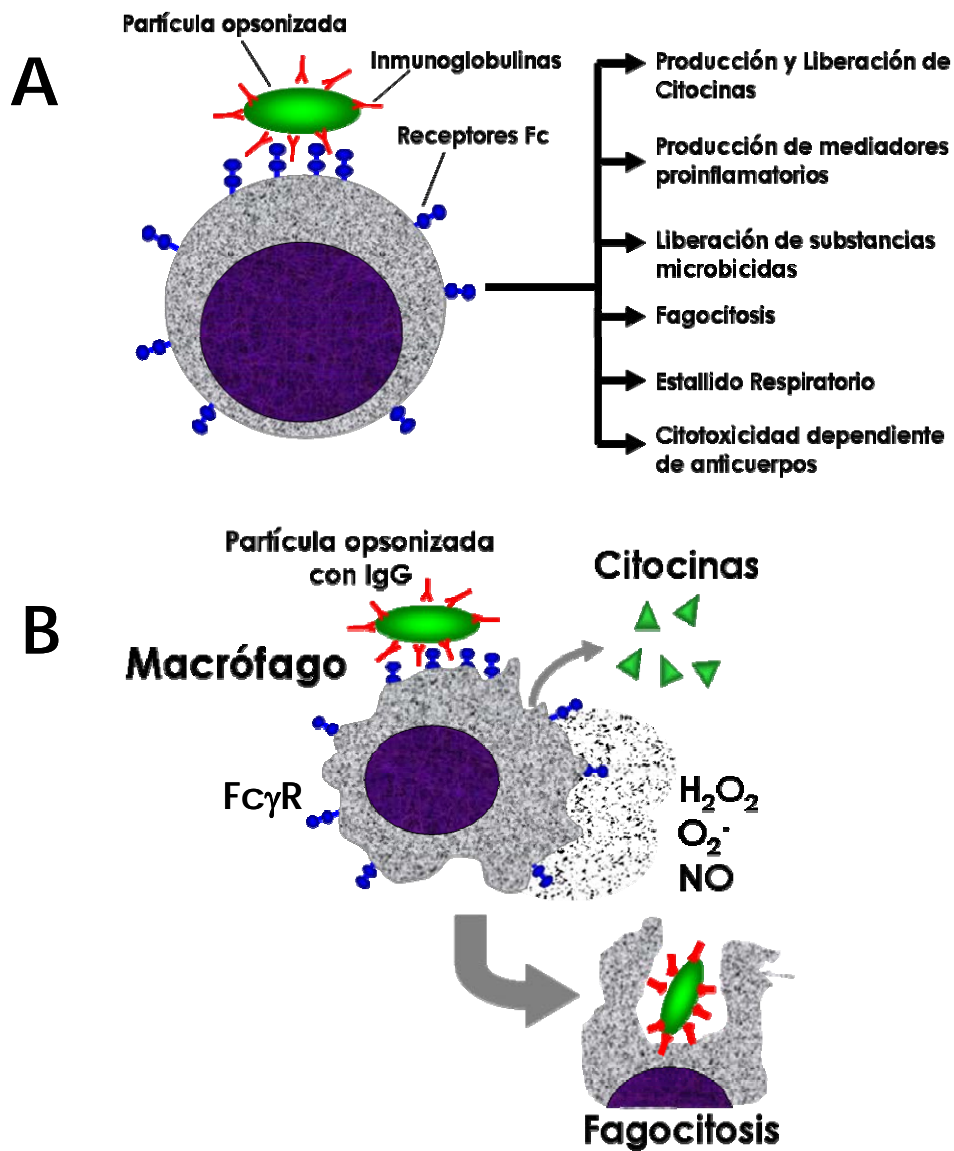 A
Partícula opsonizada
Inmunoglobulinas
Receptores Fc
Producción y Liberación de
Citocinas
Producción de mediadores
proinflamatorios
Liberación de substancias
microbicidas
Fagocitosis
Estallido Respiratorio
Citotoxicidad dependiente
de anticuerpos
B
Partícula opsonizada
con IgG
Citocinas
Macrófago
FcγR
H₂O₂
O₂·
NO
Fagocitosis